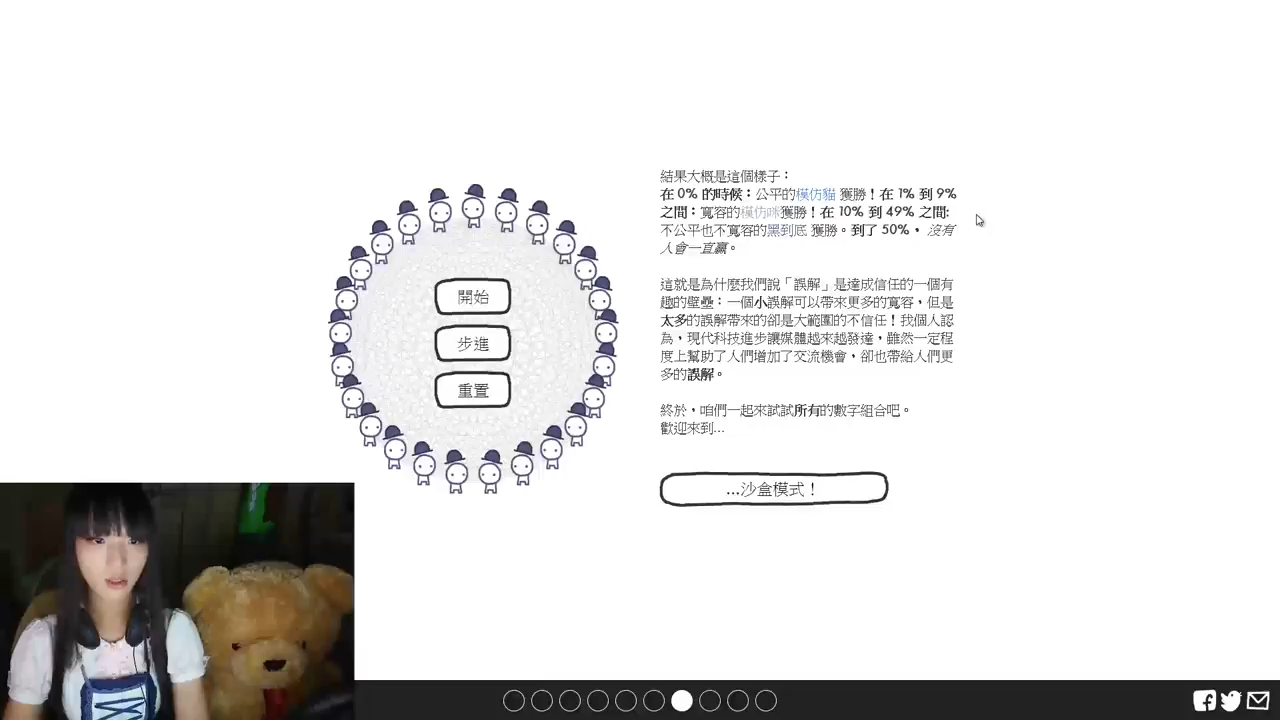 結果大概是這個樣子：
在 0% 的時候：公平的模仿貓 獲勝！在 1% 到 9%
之間：寬容的模仿咪獲勝！在 10% 到 49% 之間:
不公平也不寬容的黑到底 獲勝。到了 50%， 沒有
人會一直贏。
這就是為什麼我們說「誤解」是達成信任的一個有
趣的壁壘：一個小誤解可以帶來更多的寬容，但是
太多的誤解帶來的卻是大範圍的不信任！我個人認
為，現代科技進步讓媒體越來越發達，雖然一定程
度上幫助了人們增加了交流機會，卻也帶給人們更
多的誤解。
終於，咱們一起來試試所有的數字組合吧。
歡迎來到...
...沙盒模式！
開始
步進
重置